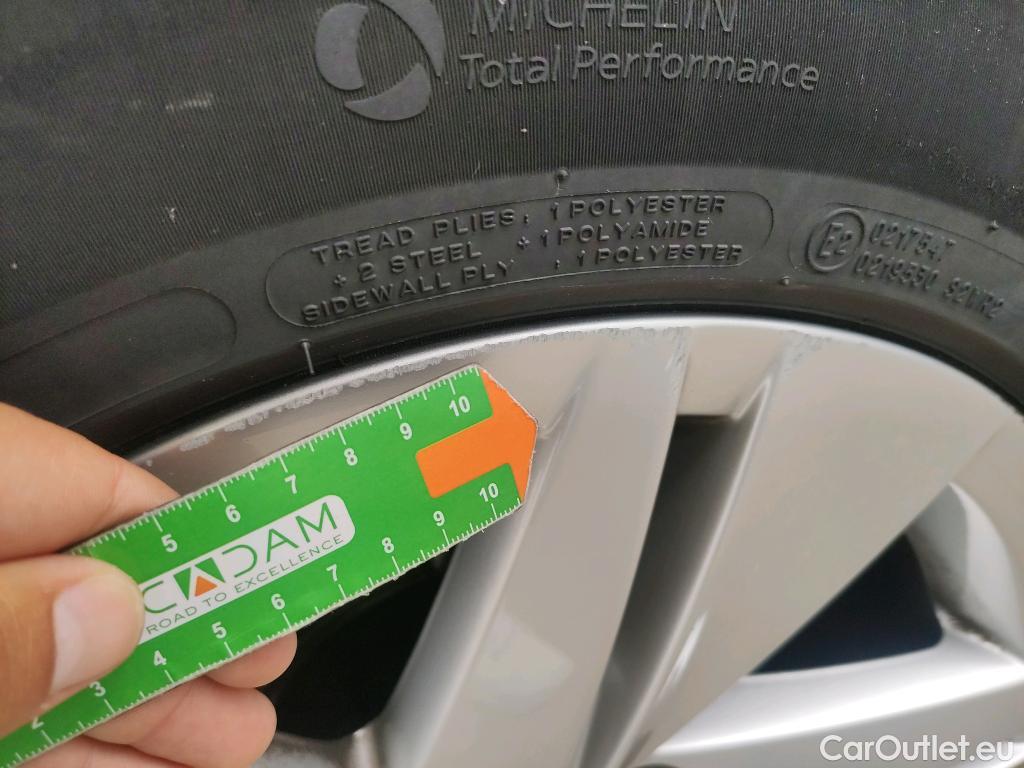 MICHELIN
Total Performance
TREAD PLIES: 1 POLYESTER
+ 2 STEEL + 1 POLYAMIDE
SIDEWALL PLY : 1 POLYESTER
E2
021754T
0219550 S2WR2
10
9
8
7
6
5
CADAM
ROAD TO EXCELLENCE
10
9
8
7
6
5
4
3
2
CarOutlet.eu